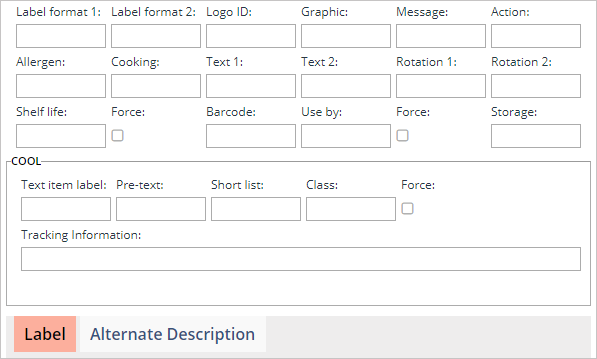 Label format 1: Label format 2: Logo ID: Graphic: Message: Action:
Allergen: Cooking: Text 1: Text 2: Rotation 1: Rotation 2:
Shelf life: Force: Barcode: Use by: Force: Storage:
COOL
Text item label: Pre-text: Short list: Class: Force:
Tracking Information:
Label Alternate Description